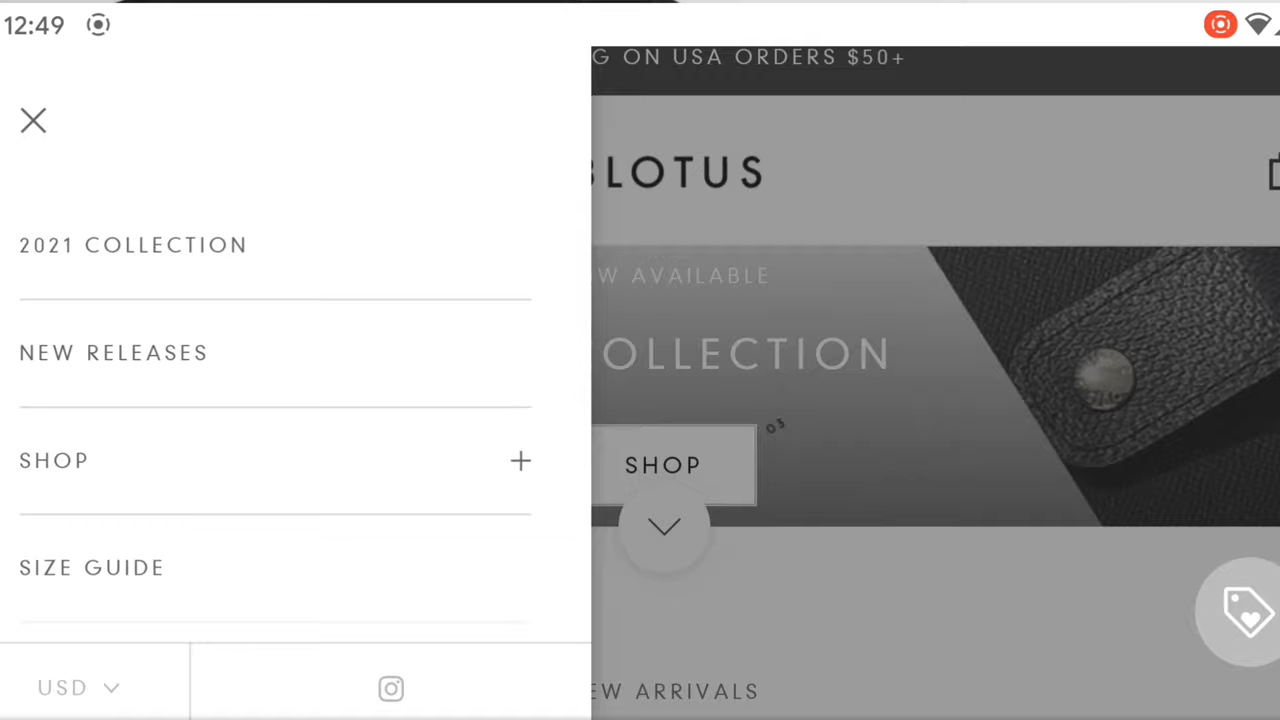 12:49
G ON USA ORDERS $50+
LOTUS
2021 COLLECTION
NEW RELEASES
SHOP
SIZE GUIDE
USD
W AVAILABLE
OLLECTION
03
SHOP
EW ARRIVALS